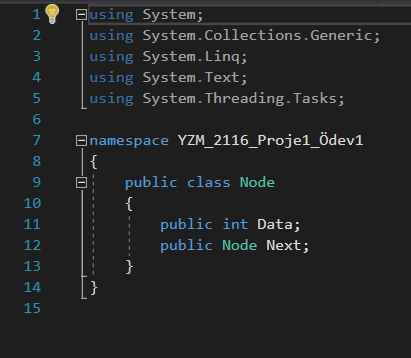 1 using System;
2 using System.Collections.Generic;
3 using System.Linq;
4 using System.Text;
5 using System.Threading.Tasks;
6
7 namespace YZM_2116_Proje1_Ödev1
8 {
9 public class Node
10 {
11 public int Data;
12 public Node Next;
13 }
14 }
15